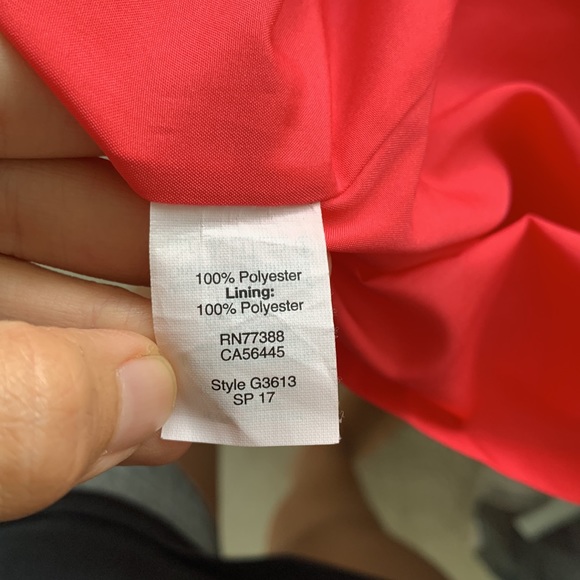 100% Polyester
Lining:
100% Polyester
RN77388
CA56445
Style G3613
SP 17